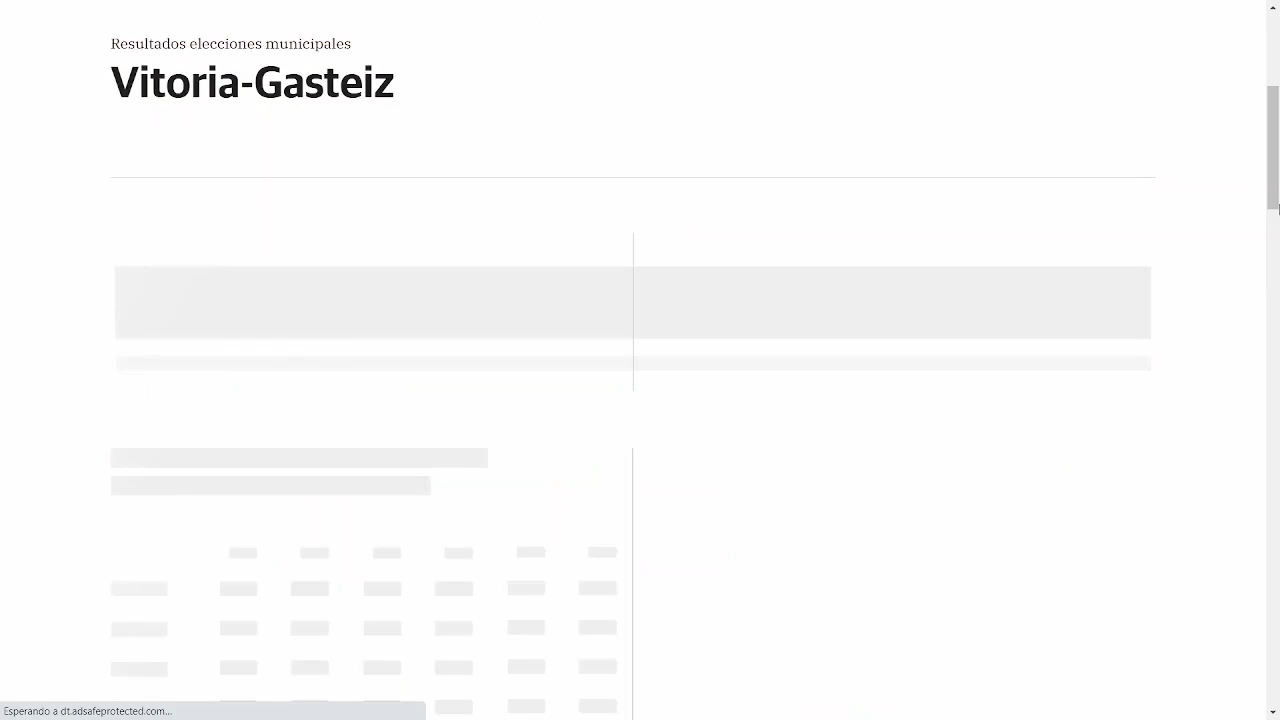 Resultados elecciones municipales
Vitoria-Gasteiz
Esperando a dt.adsafeprotected.com...